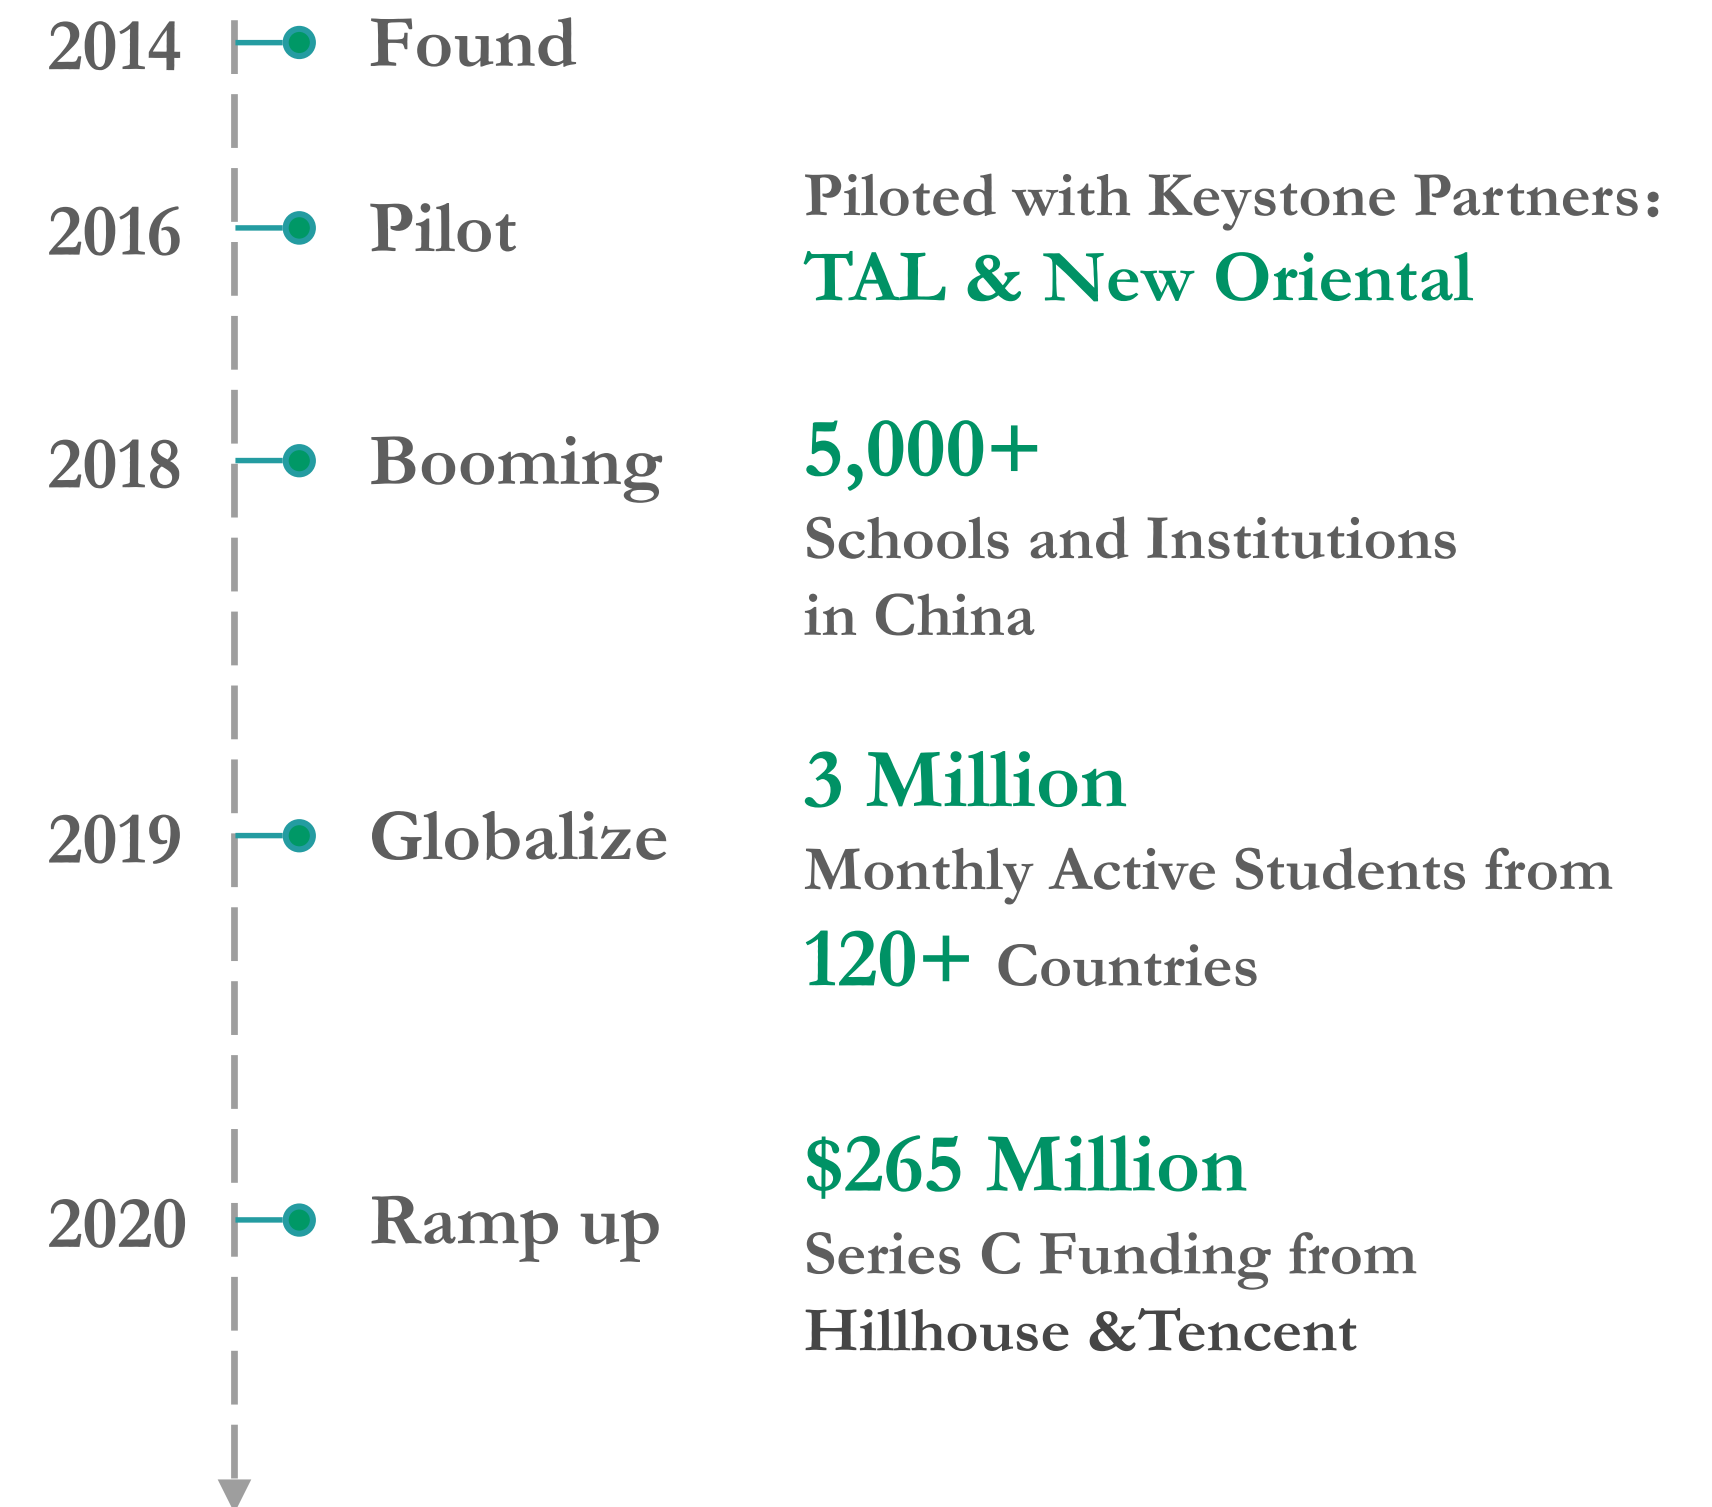 2014 Found
2016 Pilot
Piloted with Keystone Partners:
TAL & New Oriental
2018 Booming
5,000+
Schools and Institutions
in China
2019 Globalize
3 Million
Monthly Active Students from
120+ Countries
2020 Ramp up
$265 Million
Series C Funding from
Hillhouse &Tencent